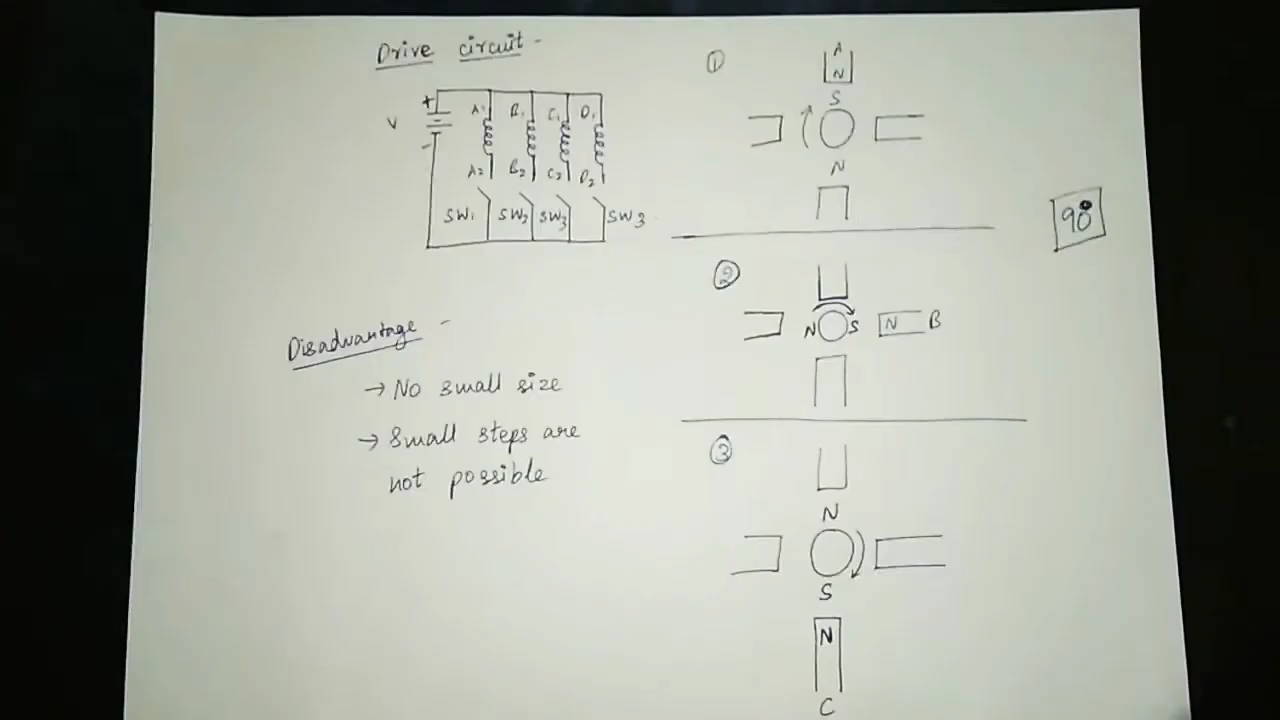 Drive circuit -
+
V
-
A1 B1 C1 D1
A2 B2 C2 D2
SW1 SW2 SW3 SW3
Disadvantage -
→ No small size
→ Small steps are
not possible
1
A
N
S
N
90°
2
N S N B
3
N
S
N
C